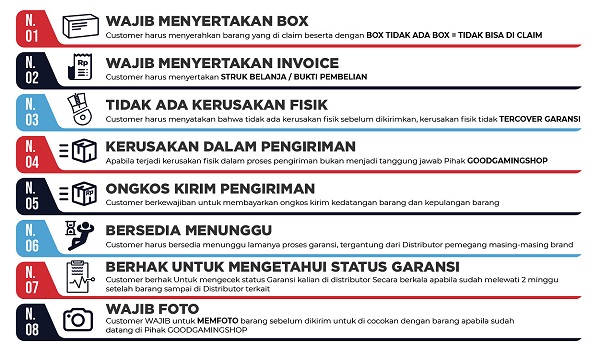 N.
01
WAJIB MENYERTAKAN BOX
Customer harus menyerahkan barang yang di claim beserta dengan BOX TIDAK ADA BOX = TIDAK BISA DI CLAIM
N.
02
Rp
WAJIB MENYERTAKAN INVOICE
Customer harus menyertakan STRUK BELANJA / BUKTI PEMBELIAN
N.
03
TIDAK ADA KERUSAKAN FISIK
Customer harus menyatakan bahwa tidak ada kerusakan fisik sebelum dikirimkan, kerusakan fisik tidak TERCOVER GARANSI
N.
04
KERUSAKAN DALAM PENGIRIMAN
Apabila terjadi kerusakan fisik dalam proses pengiriman bukan menjadi tanggung jawab Pihak GOODGAMINGSHOP
N.
05
Rp
ONGKOS KIRIM PENGIRIMAN
Customer berkewajiban untuk membayarkan ongkos kirim kedatangan barang dan kepulangan barang
N.
06
BERSEDIA MENUNGGU
Customer harus bersedia menunggu lamanya proses garansi, tergantung dari Distributor pemegang masing-masing brand
N.
07
BERHAK UNTUK MENGETAHUI STATUS GARANSI
Customer berhak Untuk mengecek status Garansi kalian di distributor Secara berkala apabila sudah melewati 2 minggu
setelah barang sampai di Distributor terkait
N.
08
WAJIB FOTO
Customer WAJIB untuk MEMFOTO barang sebelum dikirim untuk di cocokan dengan barang apabila sudah
datang di Pihak GOODGAMINGSHOP